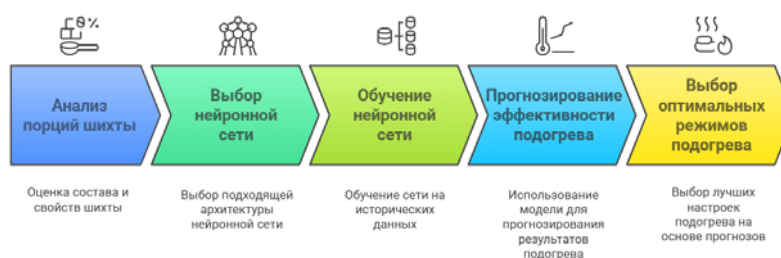 0%
Анализ
порций шихты
Выбор
нейронной
сети
Обучение
нейронной
сети
Прогнозирование
эффективности
подогрева
Выбор
оптимальных
режимов
подогрева
Оценка состава и
свойств шихты
Выбор подходящей
архитектуры
нейронной сети
Обучение сети на
исторических
данных
Использование
модели для
прогнозирования
результатов
подогрева
Выбор лучших
настроек
подогрева на
основе прогнозов